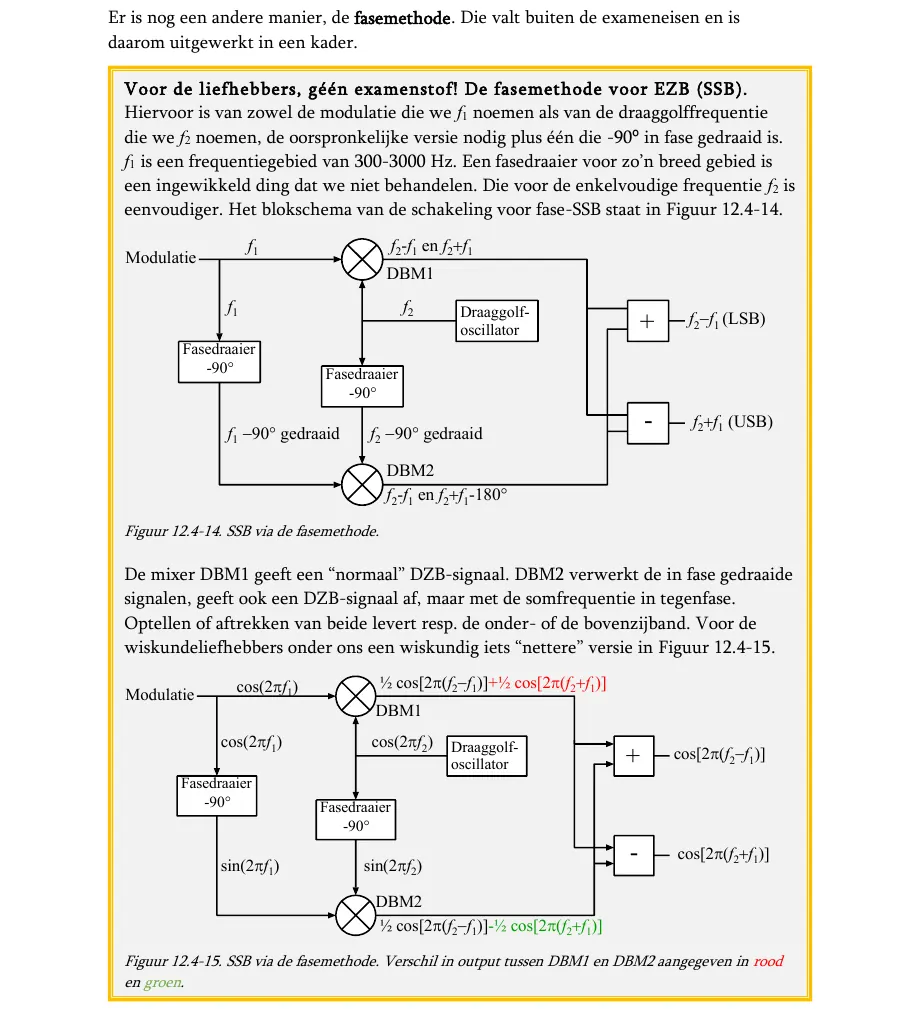 Er is nog een andere manier, de fasemethode. Die valt buiten de exameneisen en is
daarom uitgewerkt in een kader.
Voor de liefhebbers, géén examenstof! De fasemethode voor EZB (SSB).
Hiervoor is van zowel de modulatie die we f₁ noemen als van de draaggolffrequentie
die we f₂ noemen, de oorspronkelijke versie nodig plus één die -90° in fase gedraaid is.
f₁ is een frequentiegebied van 300-3000 Hz. Een fasedraaier voor zo’n breed gebied is
een ingewikkeld ding dat we niet behandelen. Die voor de enkelvoudige frequentie f₂ is
eenvoudiger. Het blokschema van de schakeling voor fase-SSB staat in Figuur 12.4-14.
Modulatie
f₁
f₂-f₁ en f₂+f₁
DBM1
f₁
f₂
Draaggolf-
oscillator
+
f₂–f₁ (LSB)
Fasedraaier
-90°
Fasedraaier
-90°
-
f₂+f₁ (USB)
f₁ –90° gedraaid
f₂ –90° gedraaid
DBM2
f₂-f₁ en f₂+f₁-180°
Figuur 12.4-14. SSB via de fasemethode.
De mixer DBM1 geeft een “normaal” DZB-signaal. DBM2 verwerkt de in fase gedraaide
signalen, geeft ook een DZB-signaal af, maar met de somfrequentie in tegenfase.
Optellen of aftrekken van beide levert resp. de onder- of de bovenzijband. Voor de
wiskundeliefhebbers onder ons een wiskundig iets “nettere” versie in Figuur 12.4-15.
Modulatie
cos(2πf₁)
½ cos[2π(f₂–f₁)]+½ cos[2π(f₂+f₁)]
DBM1
cos(2πf₁)
cos(2πf₂)
Draaggolf-
oscillator
+
cos[2π(f₂–f₁)]
Fasedraaier
-90°
Fasedraaier
-90°
-
cos[2π(f₂+f₁)]
sin(2πf₁)
sin(2πf₂)
DBM2
½ cos[2π(f₂–f₁)]-½ cos[2π(f₂+f₁)]
Figuur 12.4-15. SSB via de fasemethode. Verschil in output tussen DBM1 en DBM2 aangegeven in rood
en groen.